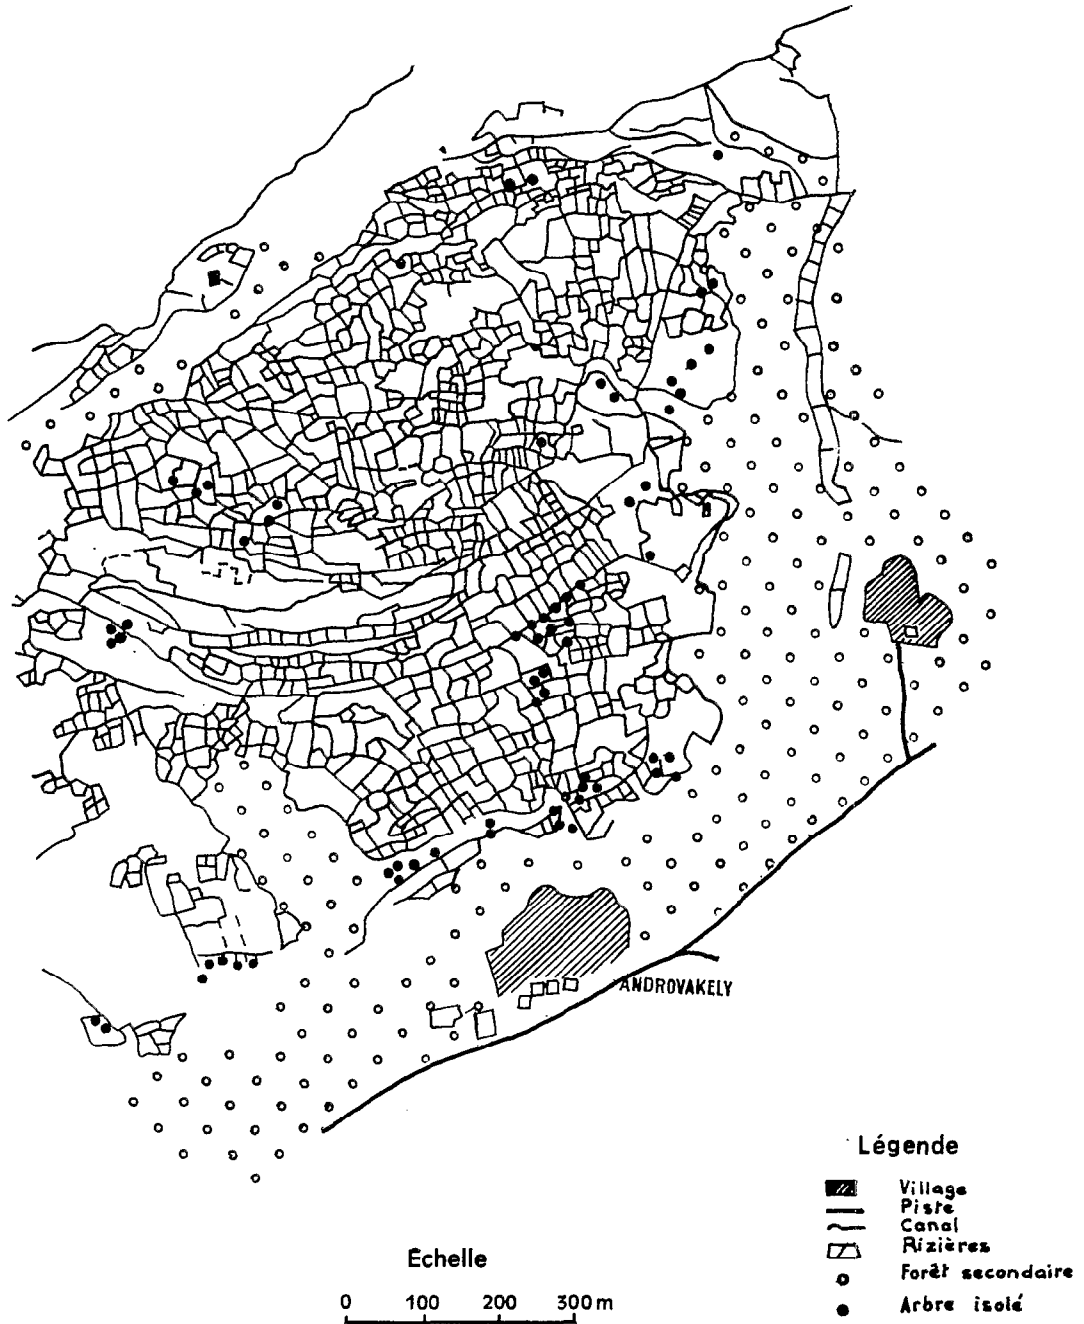 ANDROVAKELY
Légende
Village
Piste
Canal
Rizières
Forêt secondaire
Arbre isolé
Echelle
0 100 200 300 m